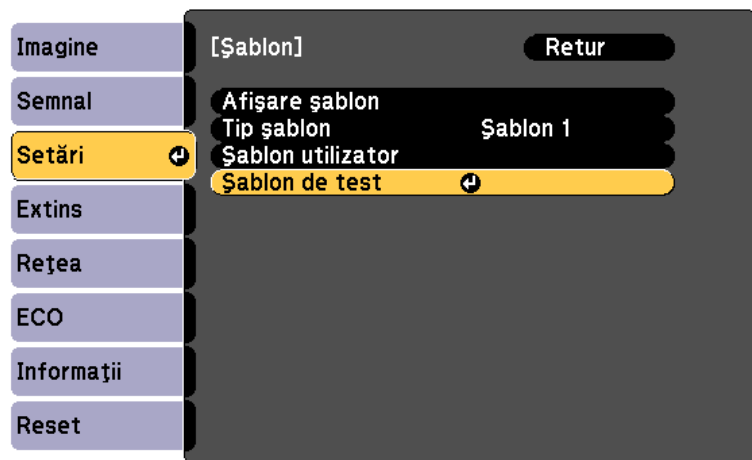 Imagine
Semnal
Setări
Extins
Reţea
ECO
Informaţii
Reset
[Şablon]
Retur
Afişare şablon
Tip şablon Şablon 1
Şablon utilizator
Şablon de test